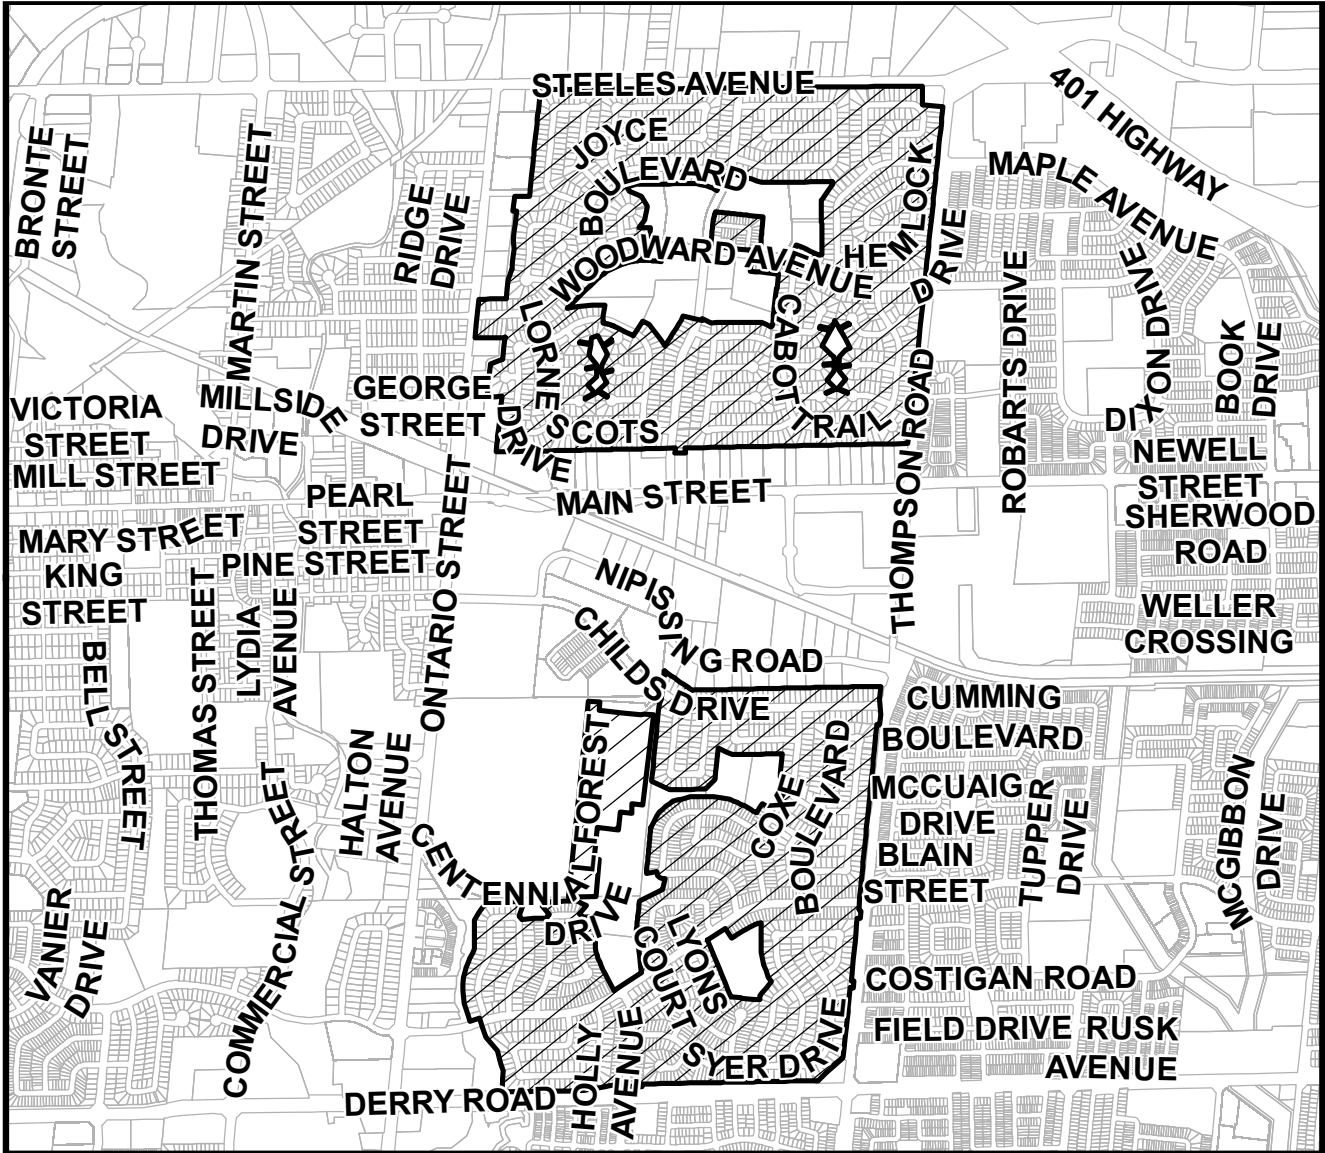 STEELES AVENUE
401 HIGHWAY
JOYCE
BOULEVARD
BRONTE
STREET
MARTIN STREET
RIDGE
DRIVE
HEMLOCK
DRIVE
MAPLE AVENUE
WOODWARD AVENUE
ROBARTS DRIVE
DIXON DRIVE
DIXON
BOOK
DRIVE
LORNE SCOTS
DRIVE
CABOT TRAIL
VICTORIA
STREET
MILLSIDE
DRIVE
GEORGE
STREET
MILL STREET
NEWELL
STREET
PEARL
STREET
MAIN STREET
THOMPSON ROAD
SHERWOOD
ROAD
MARY STREET
PINE STREET
KING
STREET
ONTARIO STREET
THOMAS STREET
LYDIA
AVENUE
NIPISSING ROAD
CHILDS DRIVE
WELLER
CROSSING
BELL STREET
CUMMING
BOULEVARD
HALTON
AVENUE
WILFOREST
COXE
BOULEVARD
MCCUAIG
DRIVE
TUPPER
DRIVE
MCGIBBON
DRIVE
BLAIN
STREET
COMMERCIAL STREET
CENTENNIAL
DRIVE
DRIVE
VANIER
DRIVE
LYONS
COURT
COSTIGAN ROAD
FIELD DRIVE RUSK
AVENUE
SYER DRIVE
HOLLY
AVENUE
DERRY ROAD